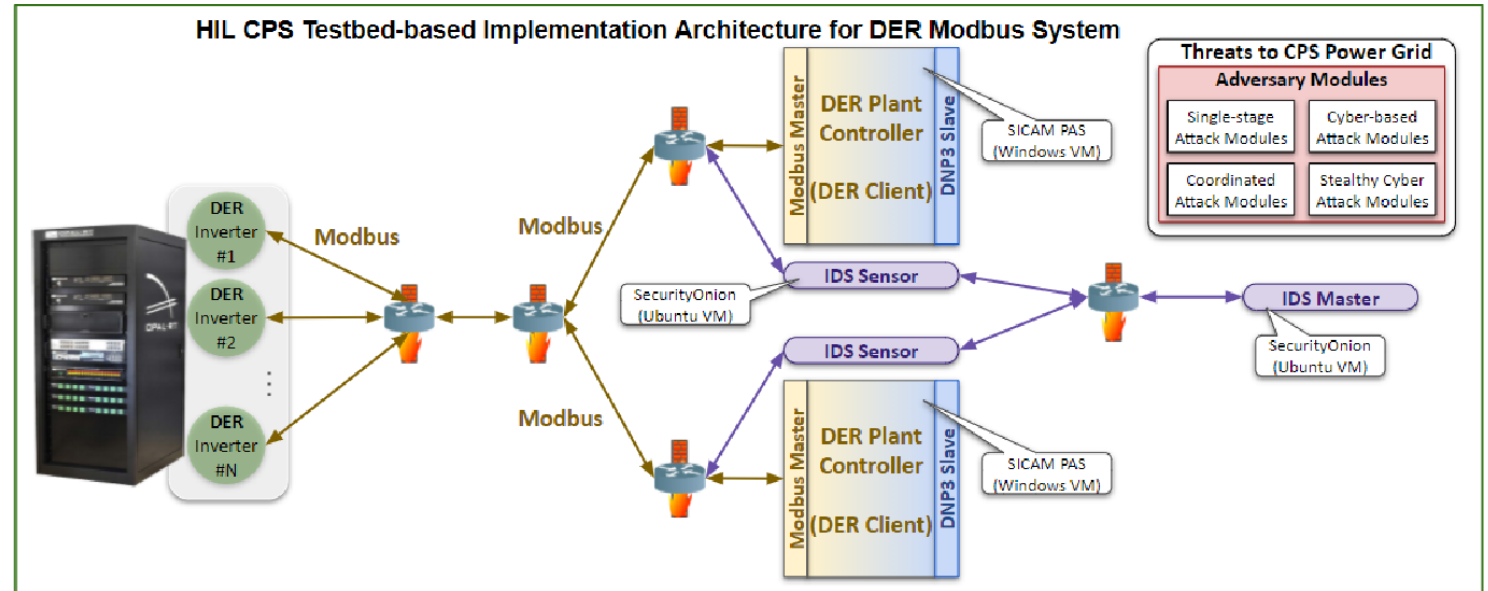 HIL CPS Testbed-based Implementation Architecture for DER Modbus System
Threats to CPS Power Grid
Adversary Modules
Single-stage
Attack Modules
Cyber-based
Attack Modules
Coordinated
Attack Modules
Stealthy Cyber
Attack Modules
Modbus Master
DER Plant
Controller
(DER Client)
DNP3 Slave
SICAM PAS
(Windows VM)
DER
Inverter
#1
DER
Inverter
#2
DER
Inverter
#N
OPAL-RT
Modbus
Modbus
Modbus
IDS Sensor
SecurityOnion
(Ubuntu VM)
IDS Sensor
IDS Master
SecurityOnion
(Ubuntu VM)
Modbus Master
DER Plant
Controller
(DER Client)
DNP3 Slave
SICAM PAS
(Windows VM)